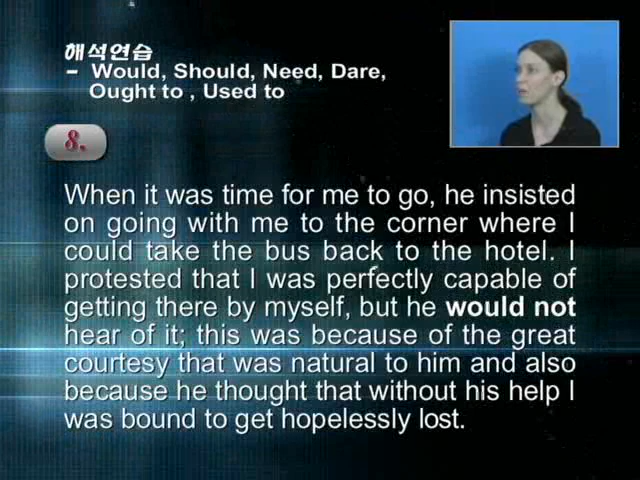 해석연습
- Would, Should, Need, Dare,
Ought to , Used to
8.
When it was time for me to go, he insisted
on going with me to the corner where I
could take the bus back to the hotel. I
protested that I was perfectly capable of
getting there by myself, but he would not
hear of it; this was because of the great
courtesy that was natural to him and also
because he thought that without his help I
was bound to get hopelessly lost.